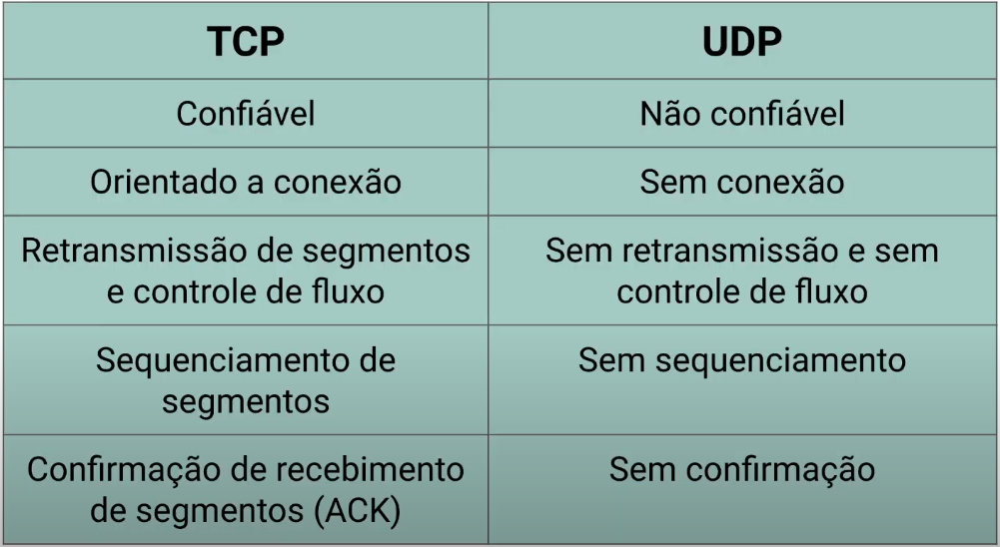 TCP
UDP
Confiável
Não confiável
Orientado a conexão
Sem conexão
Retransmissão de segmentos
e controle de fluxo
Sem retransmissão e sem
controle de fluxo
Sequenciamento de
segmentos
Sem sequenciamento
Confirmação de recebimento
de segmentos (ACK)
Sem confirmação